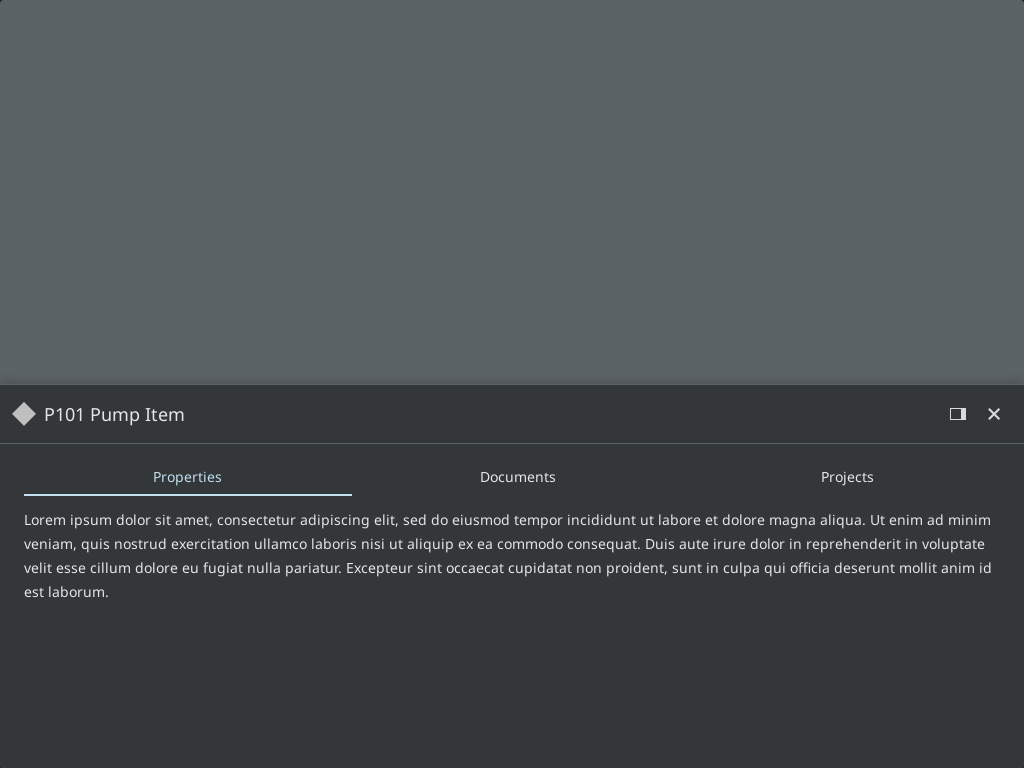 P101 Pump Item
Properties
Documents
Projects
Lorem ipsum dolor sit amet, consectetur adipiscing elit, sed do eiusmod tempor incididunt ut labore et dolore magna aliqua. Ut enim ad minim
veniam, quis nostrud exercitation ullamco laboris nisi ut aliquip ex ea commodo consequat. Duis aute irure dolor in reprehenderit in voluptate
velit esse cillum dolore eu fugiat nulla pariatur. Excepteur sint occaecat cupidatat non proident, sunt in culpa qui officia deserunt mollit anim id
est laborum.